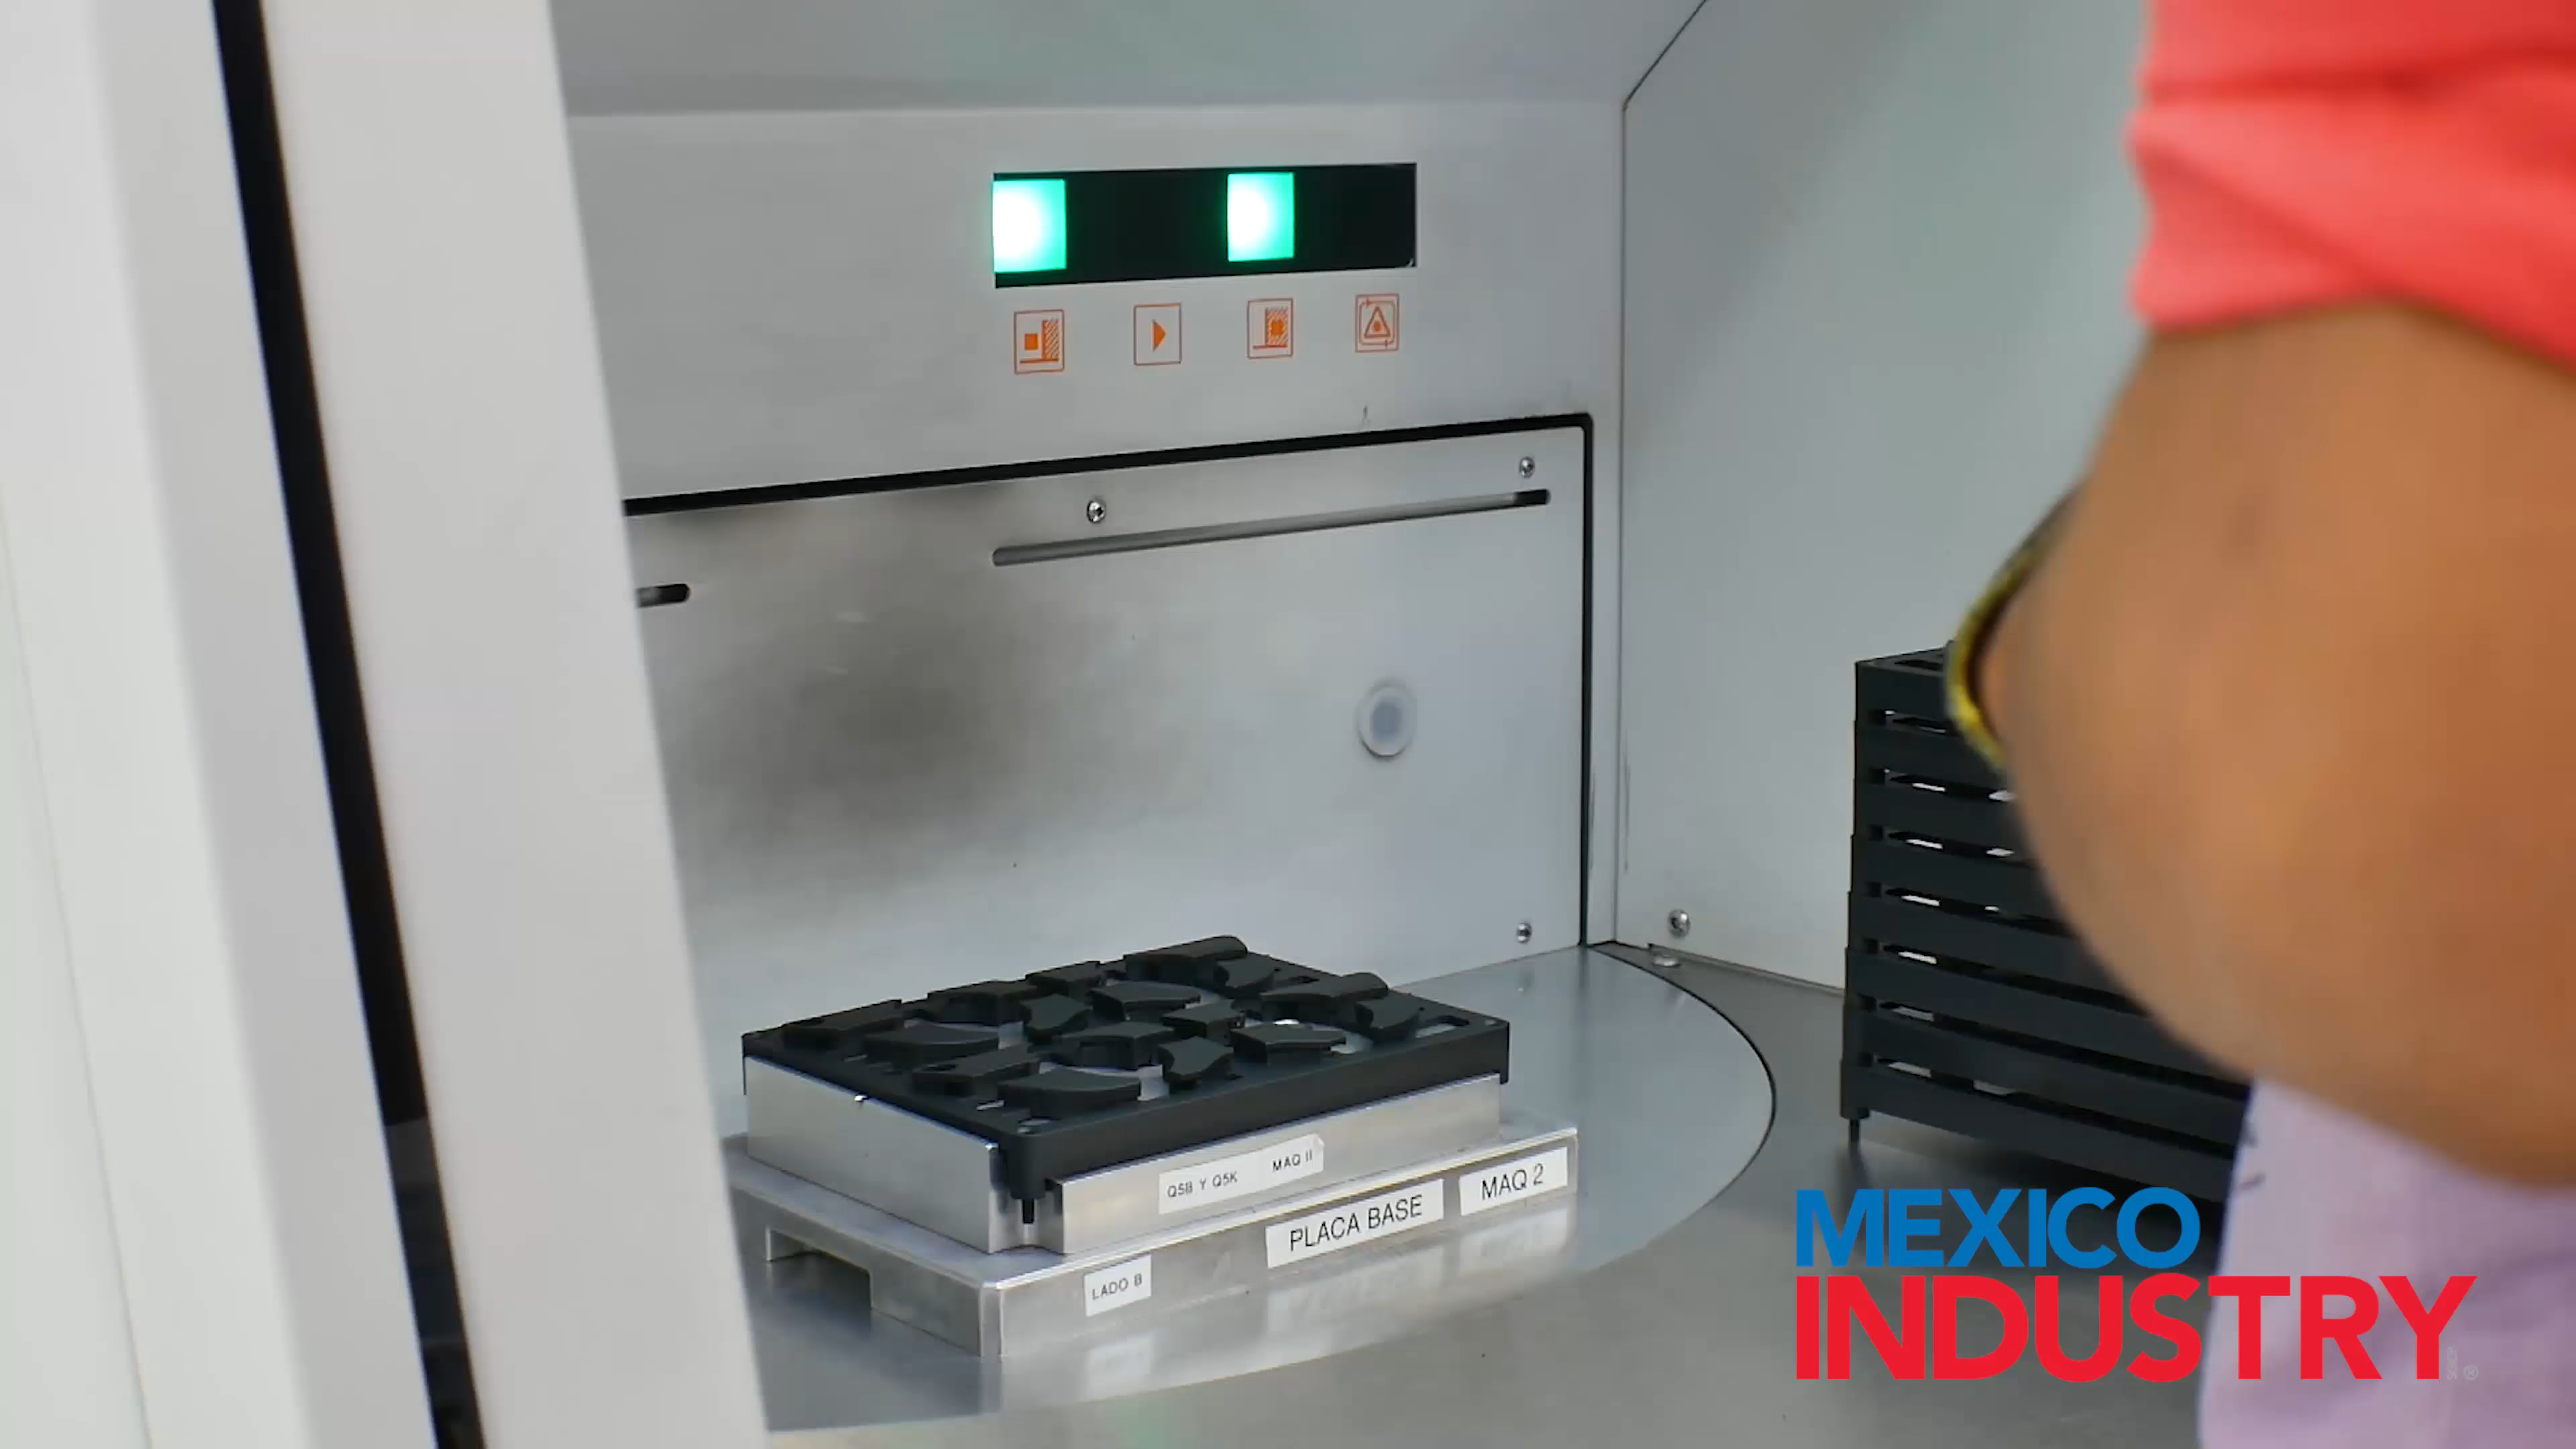 Q5B Y Q5K
MAQ II
PLACA BASE
MAQ 2
LADO B
MEXICO
INDUSTRY
®